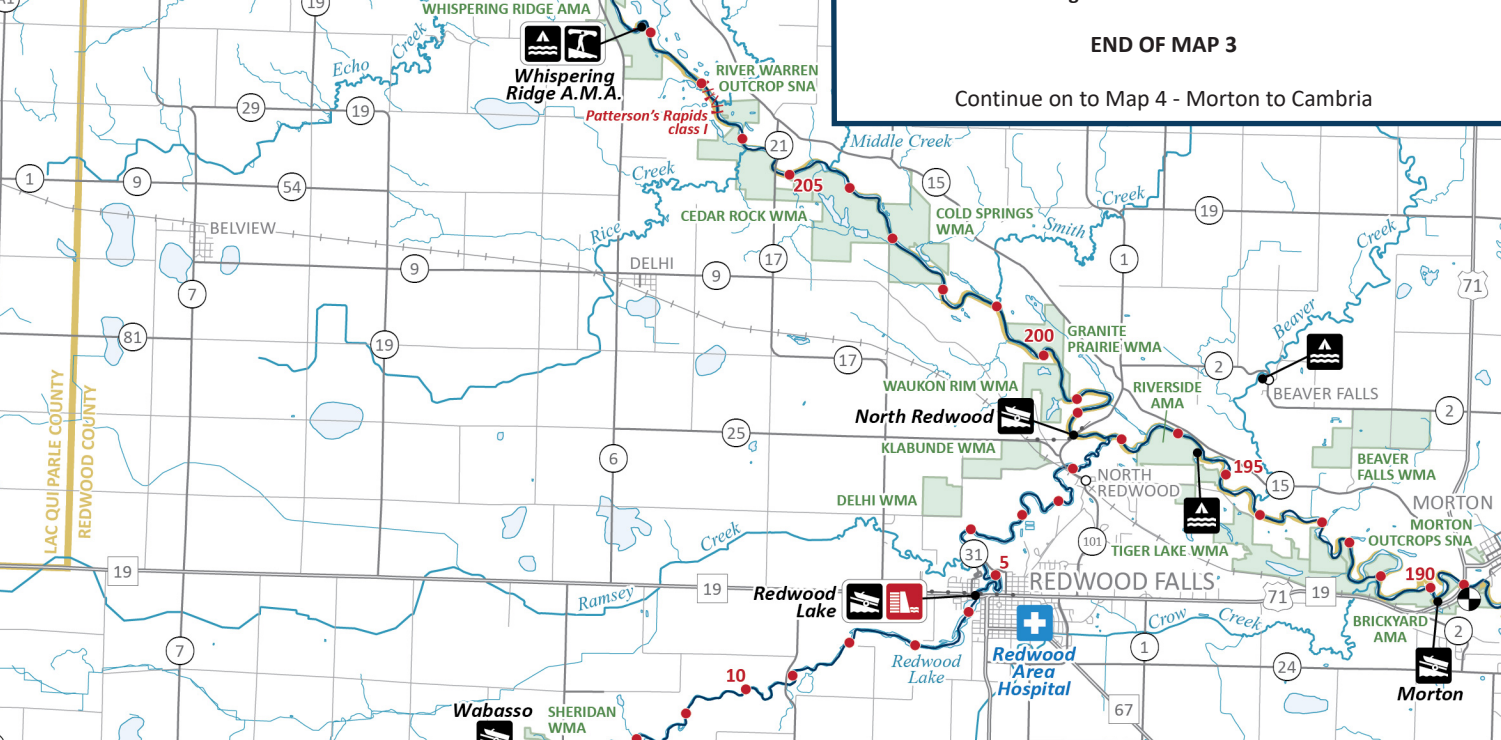 WHISPERING RIDGE AMA
19
Echo
Creek
Whispering
Ridge A.M.A.
RIVER WARREN
OUTCROP SNA
Patterson's Rapids
class I
END OF MAP 3
Continue on to Map 4 - Morton to Cambria
29
19
21
Middle Creek
1
9
54
Creek
205
15
Creek
19
CEDAR ROCK WMA
COLD SPRINGS
WMA
Smith
BELVIEW
Rice
Creek
DELHI
17
1
9
9
7
71
81
19
200
GRANITE
PRAIRIE WMA
Beaver
17
2
WAUKON RIM WMA
RIVERSIDE
AMA
BEAVER FALLS
North Redwood
2
LAC QUI PARLE COUNTY
REDWOOD COUNTY
25
KLABUNDE WMA
6
195
BEAVER
FALLS WMA
NORTH
REDWOOD
15
DELHI WMA
MORTON
MORTON
OUTCROPS SNA
Creek
101
TIGER LAKE WMA
31
5
19
REDWOOD FALLS
190
19
Redwood
Lake
71
19
Ramsey
Crow
Creek
BRICKYARD
AMA
2
7
Redwood
Lake
Redwood
Area
Hospital
1
24
10
Morton
Wabasso
SHERIDAN
WMA
67